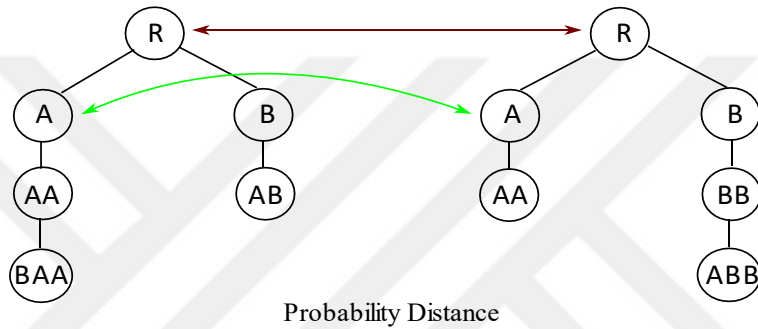 R R
A B A B
AA AB AA BB
BAA ABB
Probability Distance